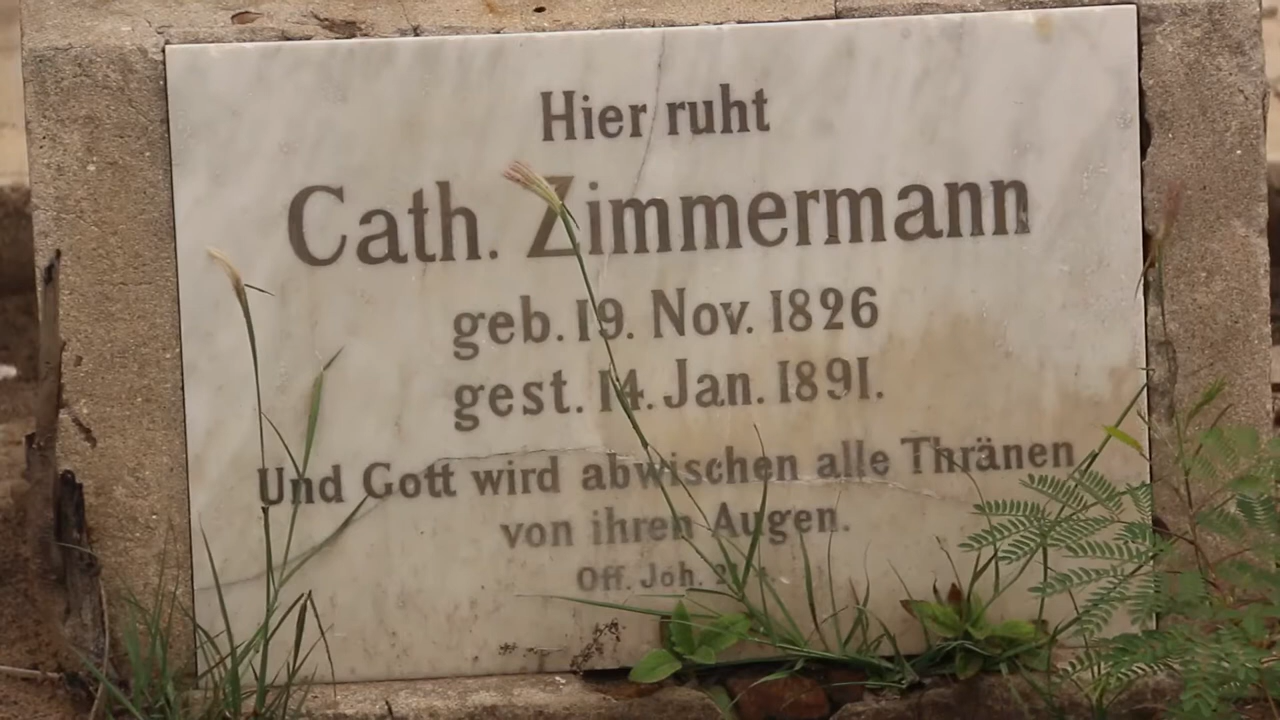 Hier ruht
Cath. Zimmermann
geb. 19. Nov. 1826
gest. 14. Jan. 1891.
Und Gott wird abwischen alle Thränen
von ihren Augen.
Off. Joh.